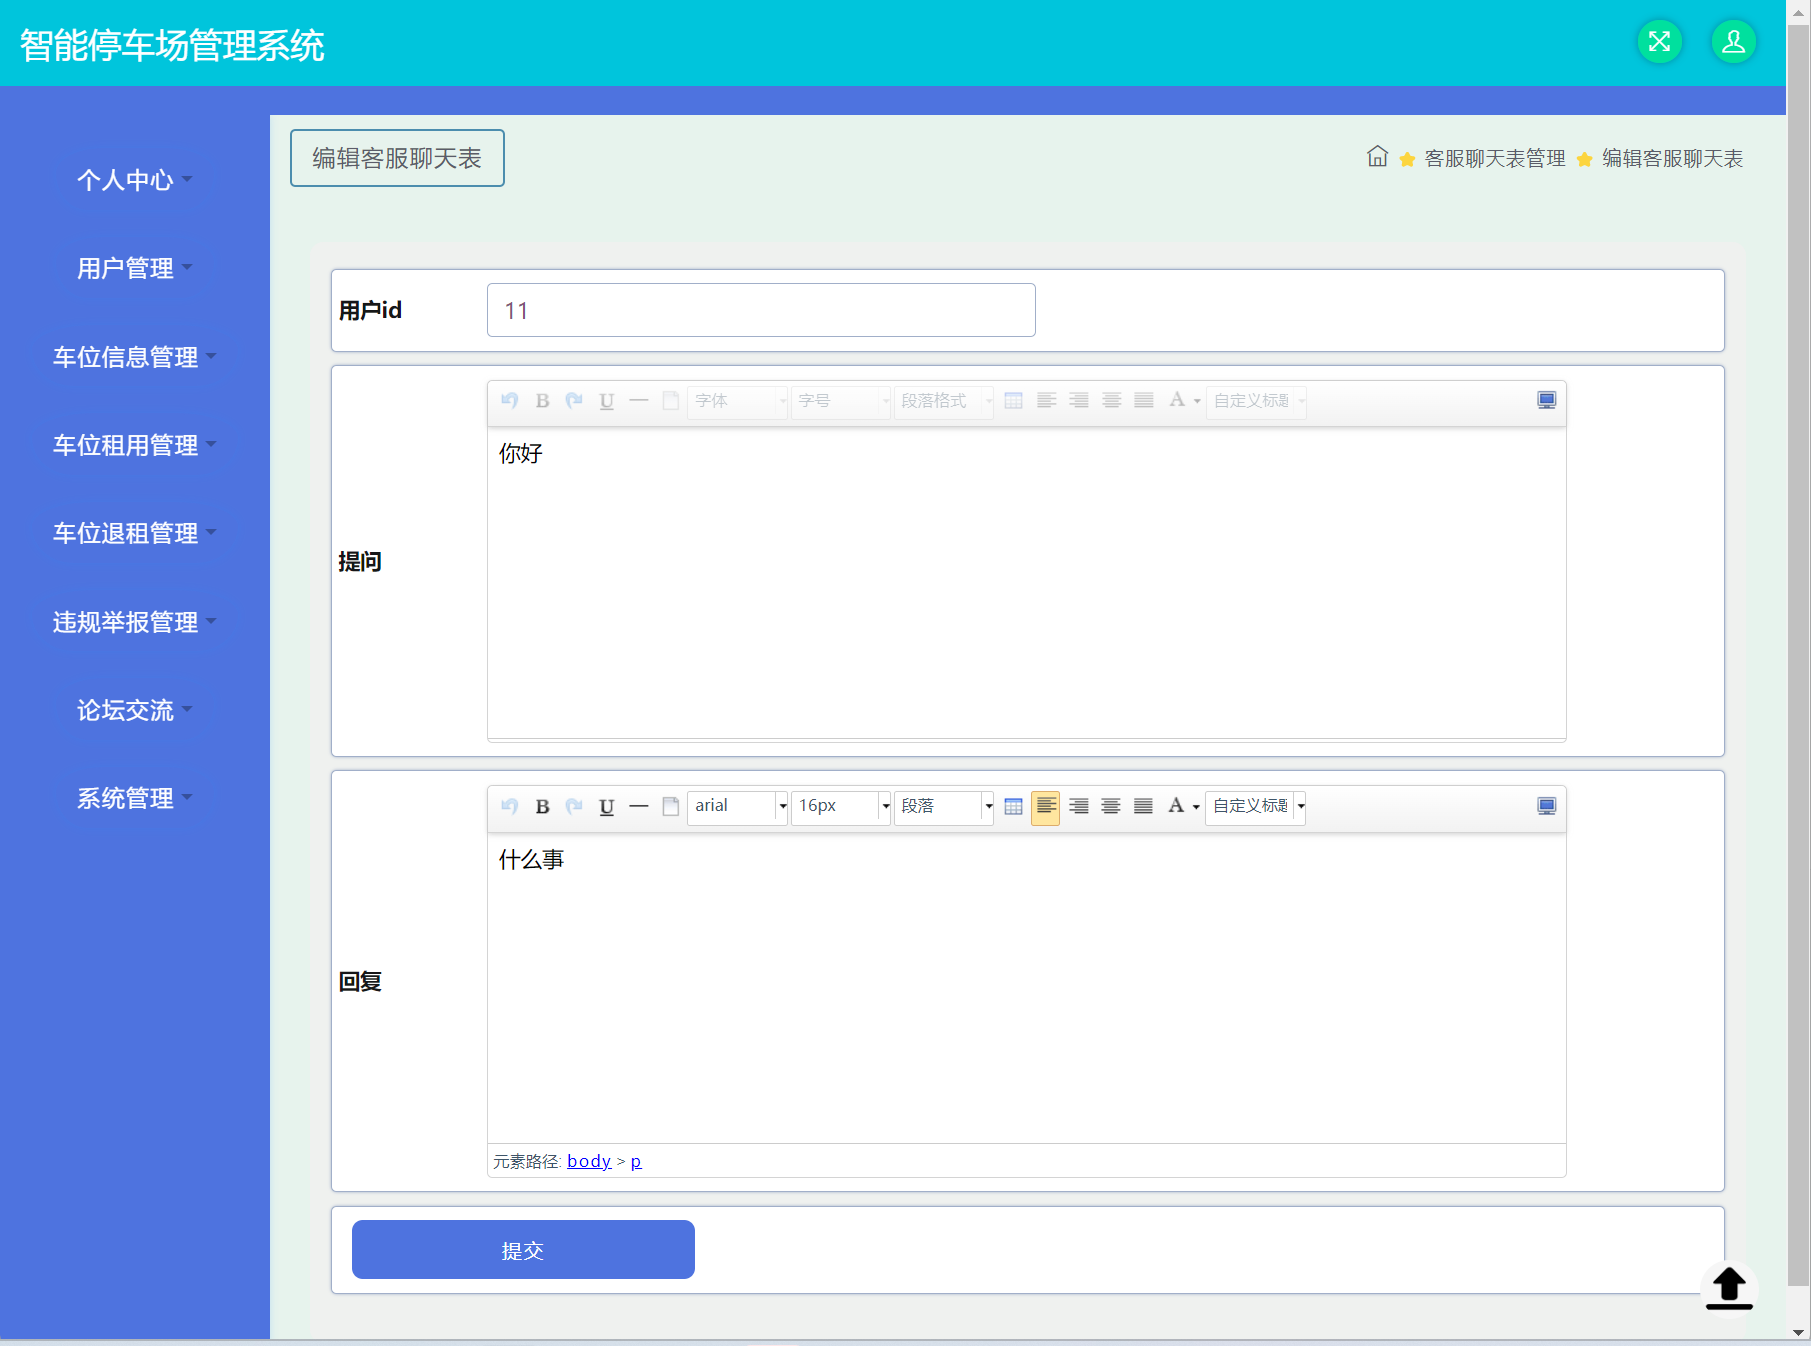 智能停车场管理系统
编辑客服聊天表
客服聊天表管理 编辑客服聊天表
个人中心
用户管理
车位信息管理
车位租用管理
车位退租管理
违规举报管理
论坛交流
系统管理
用户id 11
字体 字号 段落格式 自定义标题
你好
提问
arial 16px 段落 自定义标题
什么事
回复
元素路径: body > p
提交